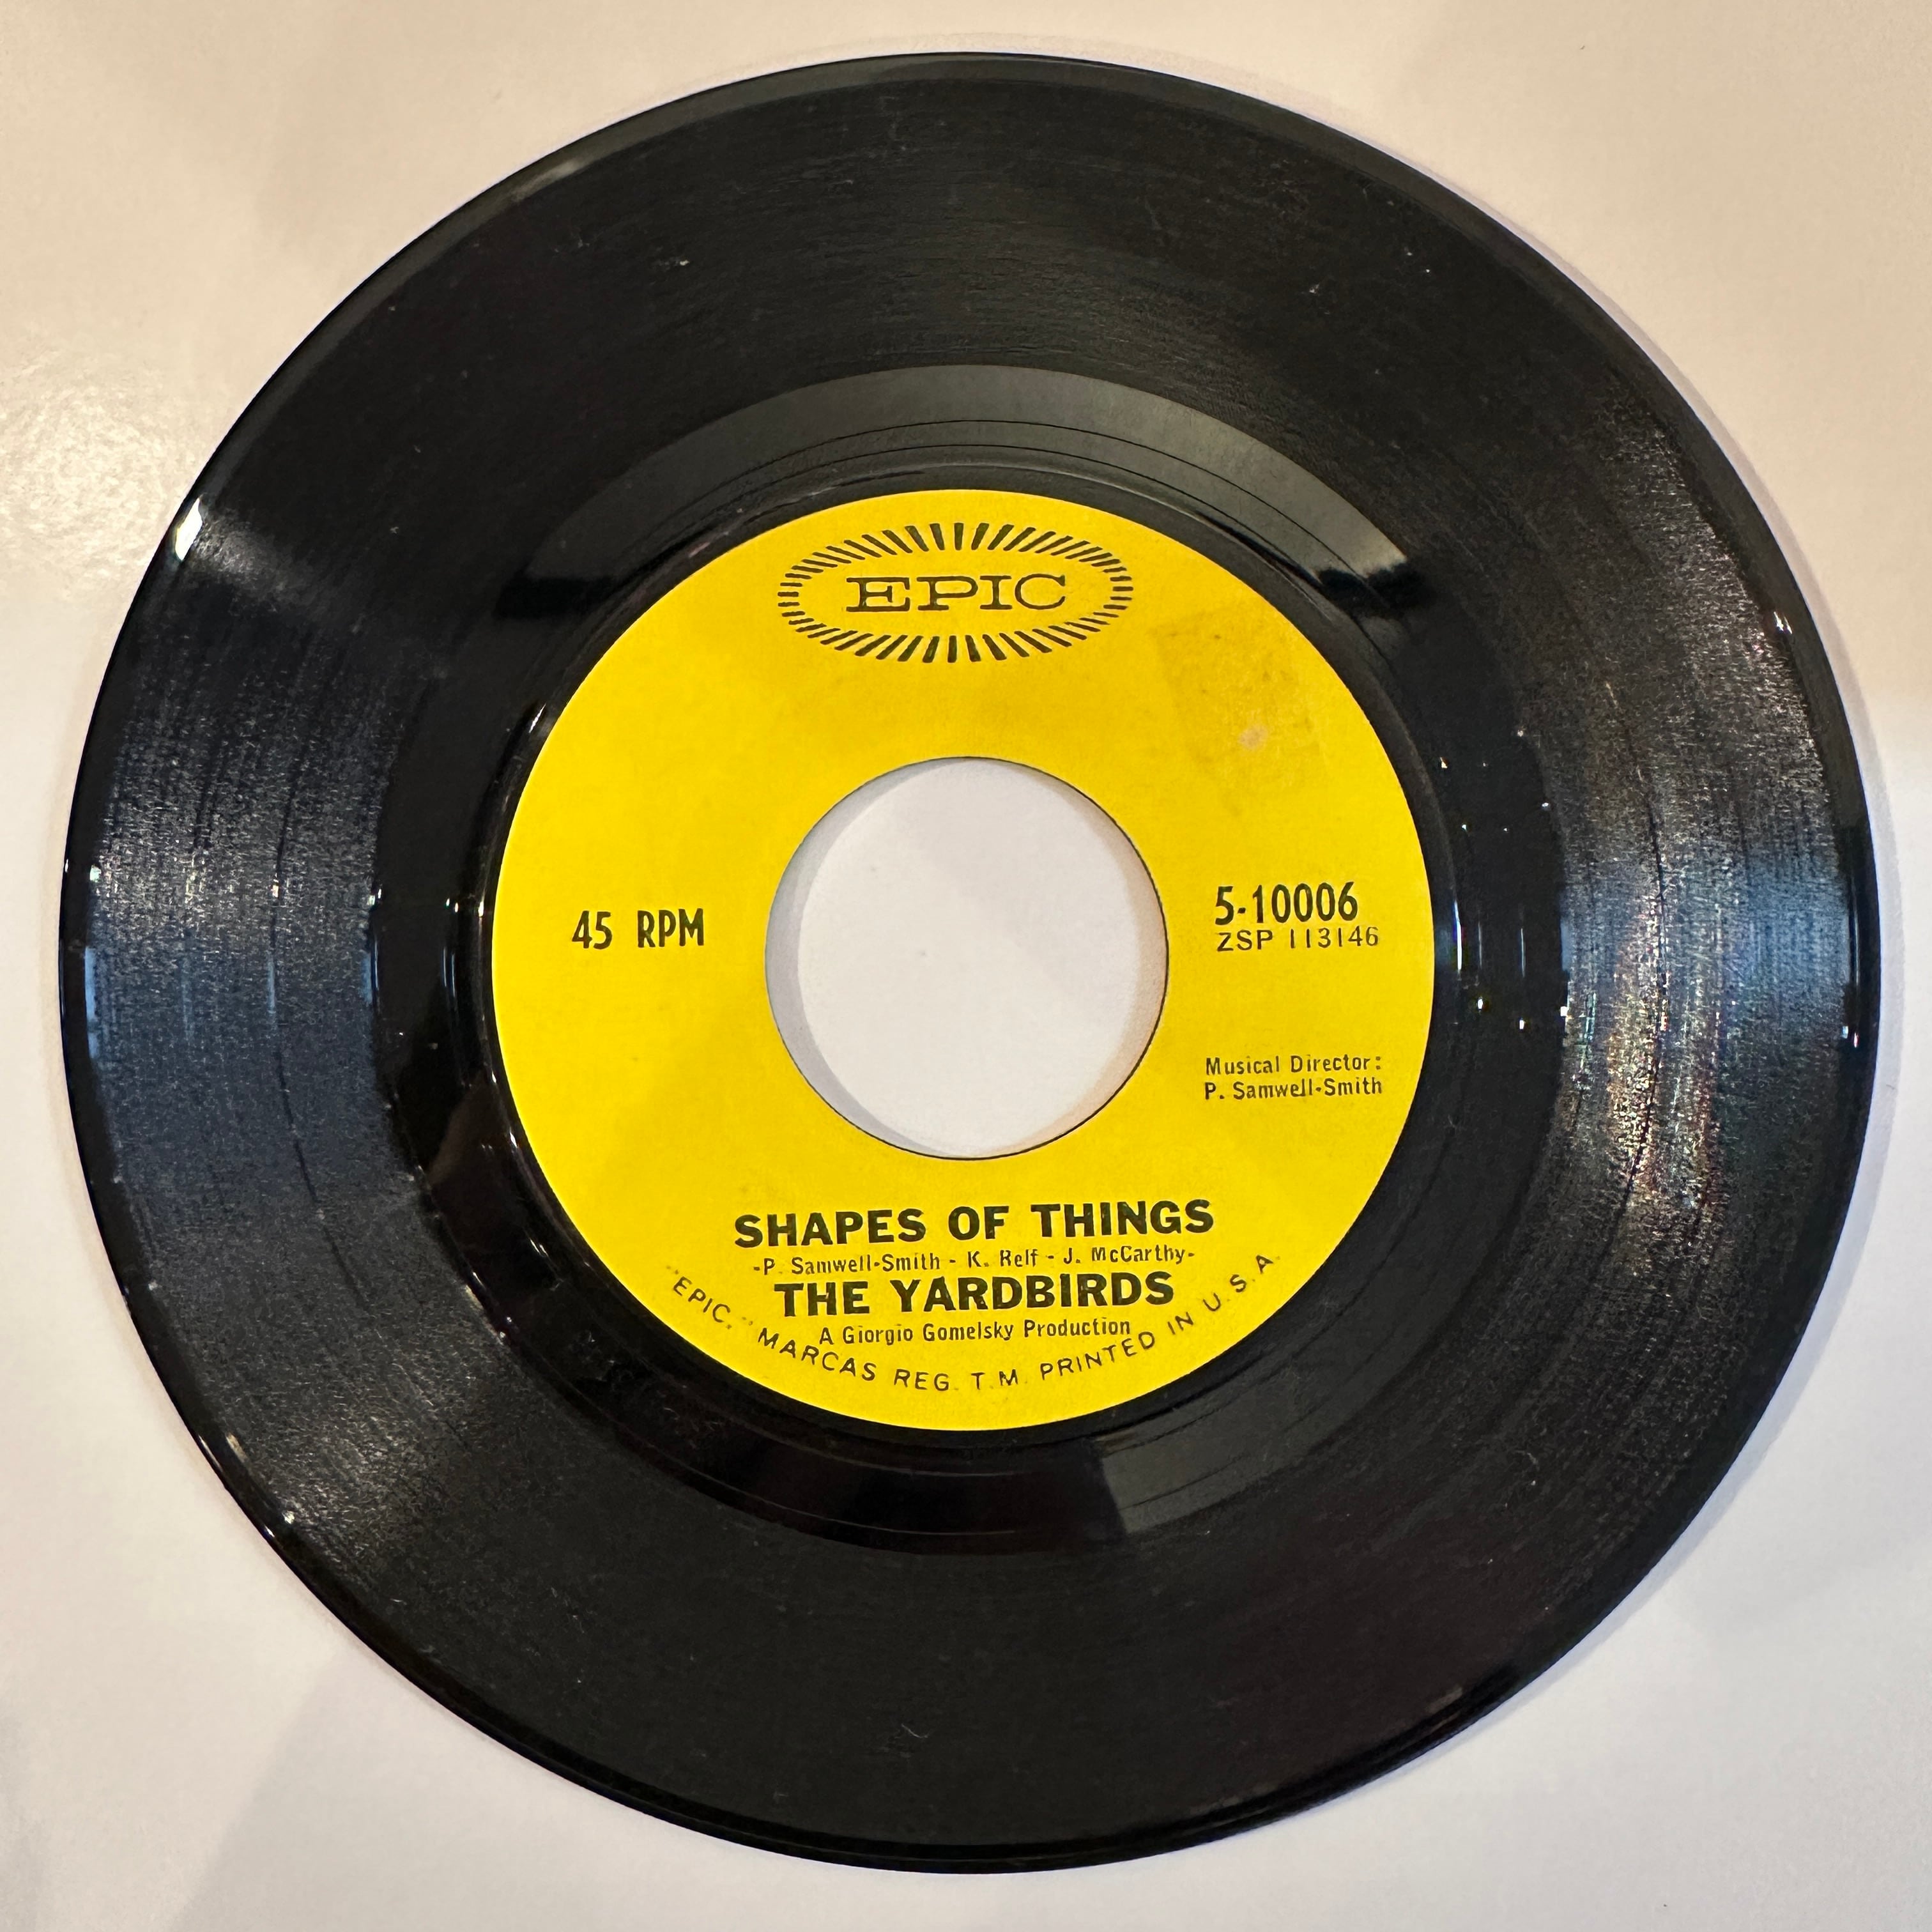 EPIC
45 RPM
5-10006
ZSP 113146
Musical Director:
P. Samwell-Smith
SHAPES OF THINGS
-P. Samwell-Smith - K. Relf - J. McCarthy-
THE YARDBIRDS
A Giorgio Gomelsky Production
"EPIC," MARCAS REG. T.M. PRINTED IN U.S.A.